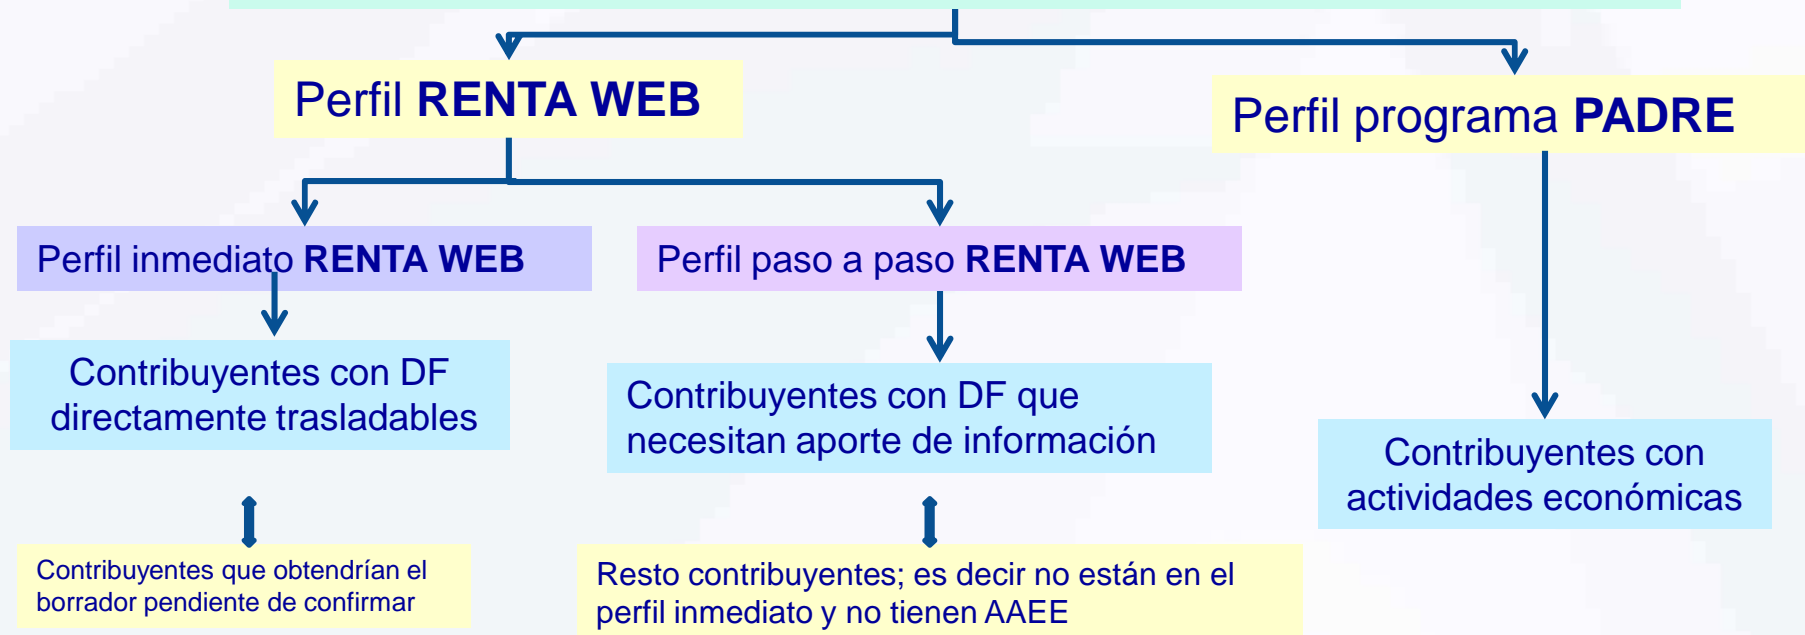 Perfil RENTA WEB
Perfil programa PADRE
Perfil inmediato RENTA WEB
Perfil paso a paso RENTA WEB
Contribuyentes con DF
directamente trasladables
Contribuyentes con DF que
necesitan aporte de información
Contribuyentes con
actividades económicas
Contribuyentes que obtendrían el
borrador pendiente de confirmar
Resto contribuyentes; es decir no están en el
perfil inmediato y no tienen AAEE